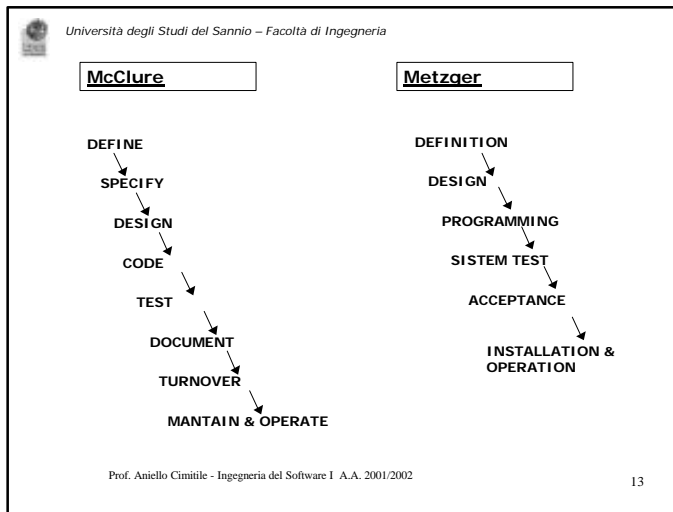 Università degli Studi del Sannio – Facoltà di Ingegneria
McClure
DEFINE
SPECIFY
DESIGN
CODE
TEST
DOCUMENT
TURNOVER
MANTAIN & OPERATE
Metzger
DEFINITION
DESIGN
PROGRAMMING
SISTEM TEST
ACCEPTANCE
INSTALLATION &
OPERATION
Prof. Aniello Cimitile - Ingegneria del Software I A.A. 2001/2002
13